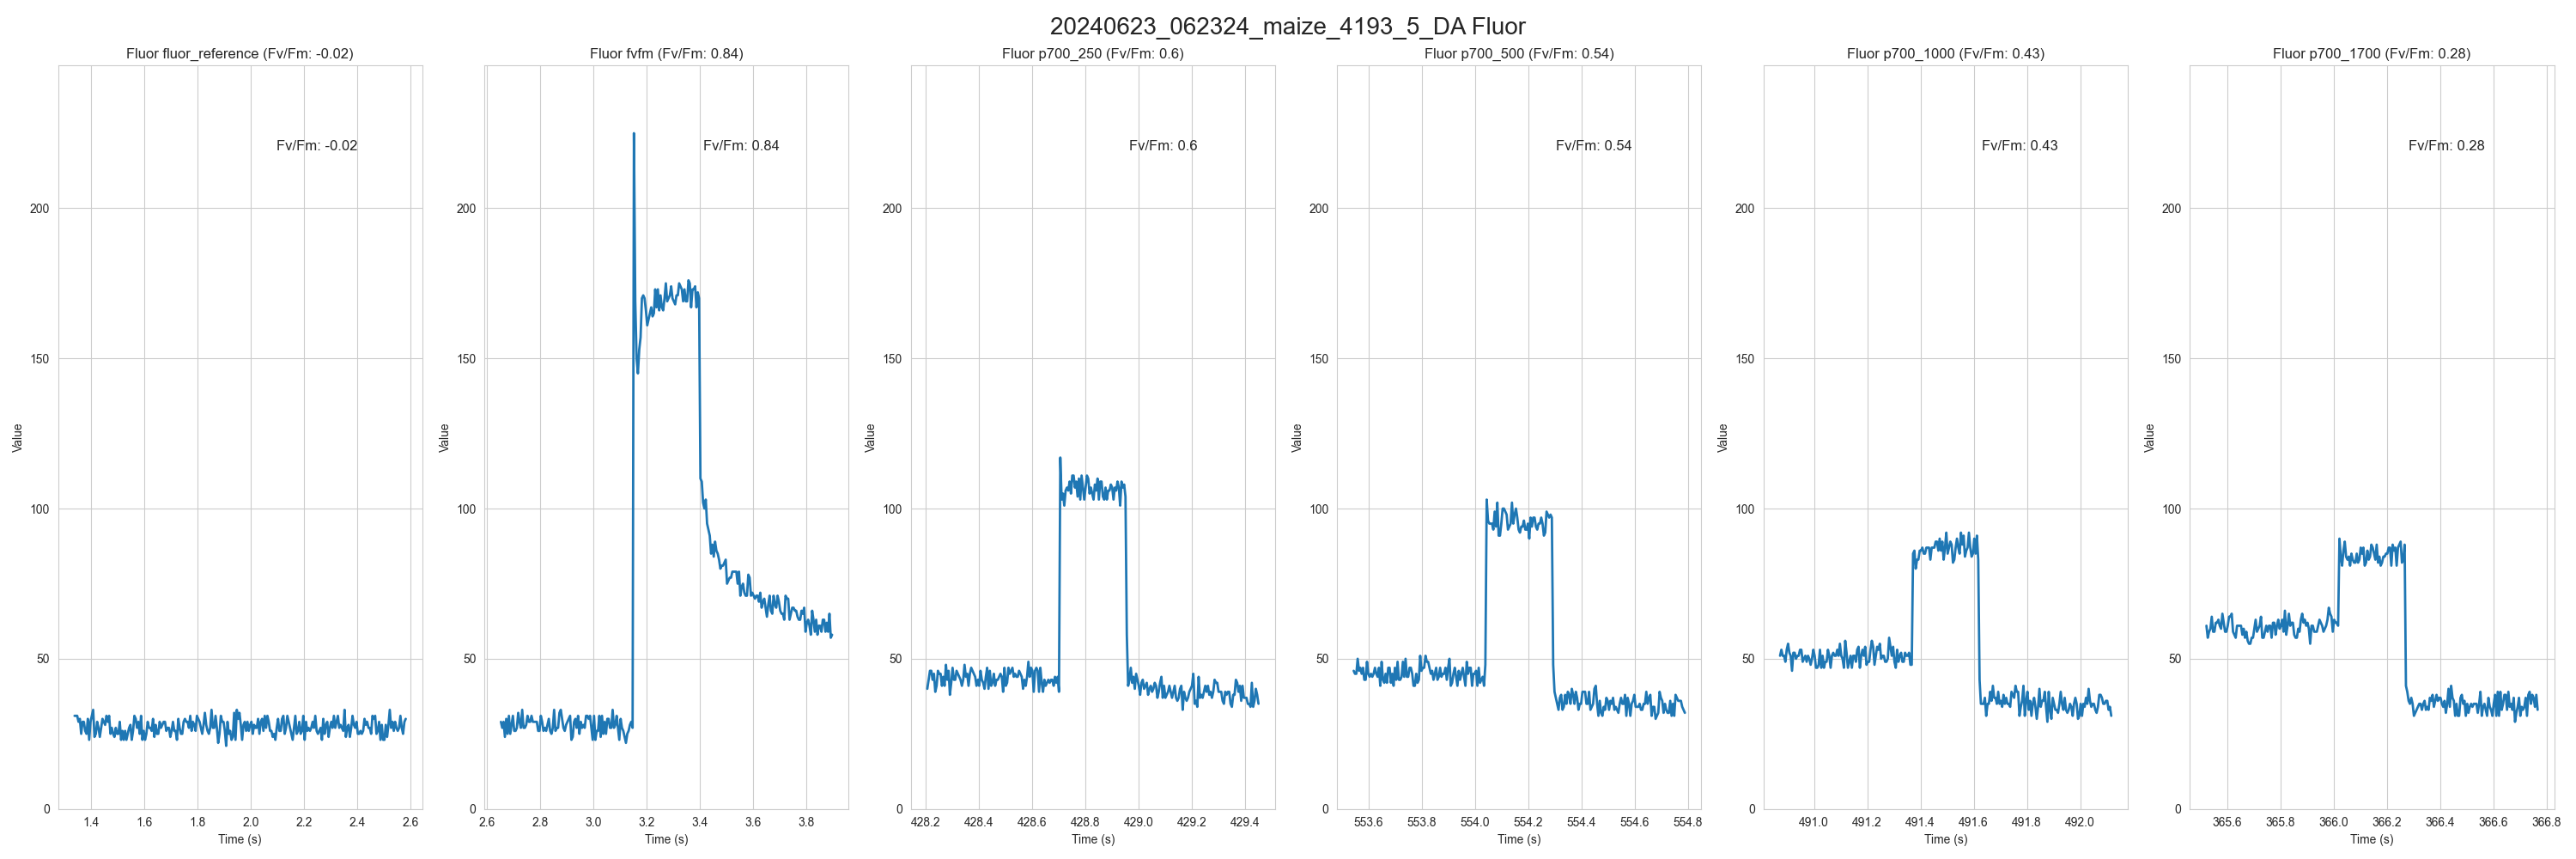 20240623_062324_maize_4193_5_DA Fluor
Fluor fluor_reference (Fv/Fm: -0.02)
Fv/Fm: -0.02
Value
200
150
100
50
0
1.4 1.6 1.8 2.0 2.2 2.4 2.6
Time (s)
Fluor fvfm (Fv/Fm: 0.84)
Fv/Fm: 0.84
Value
200
150
100
50
0
2.6 2.8 3.0 3.2 3.4 3.6 3.8
Time (s)
Fluor p700_250 (Fv/Fm: 0.6)
Fv/Fm: 0.6
Value
200
150
100
50
0
428.2 428.4 428.6 428.8 429.0 429.2 429.4
Time (s)
Fluor p700_500 (Fv/Fm: 0.54)
Fv/Fm: 0.54
Value
200
150
100
50
0
553.6 553.8 554.0 554.2 554.4 554.6 554.8
Time (s)
Fluor p700_1000 (Fv/Fm: 0.43)
Fv/Fm: 0.43
Value
200
150
100
50
0
491.0 491.2 491.4 491.6 491.8 492.0
Time (s)
Fluor p700_1700 (Fv/Fm: 0.28)
Fv/Fm: 0.28
Value
200
150
100
50
0
365.6 365.8 366.0 366.2 366.4 366.6 366.8
Time (s)